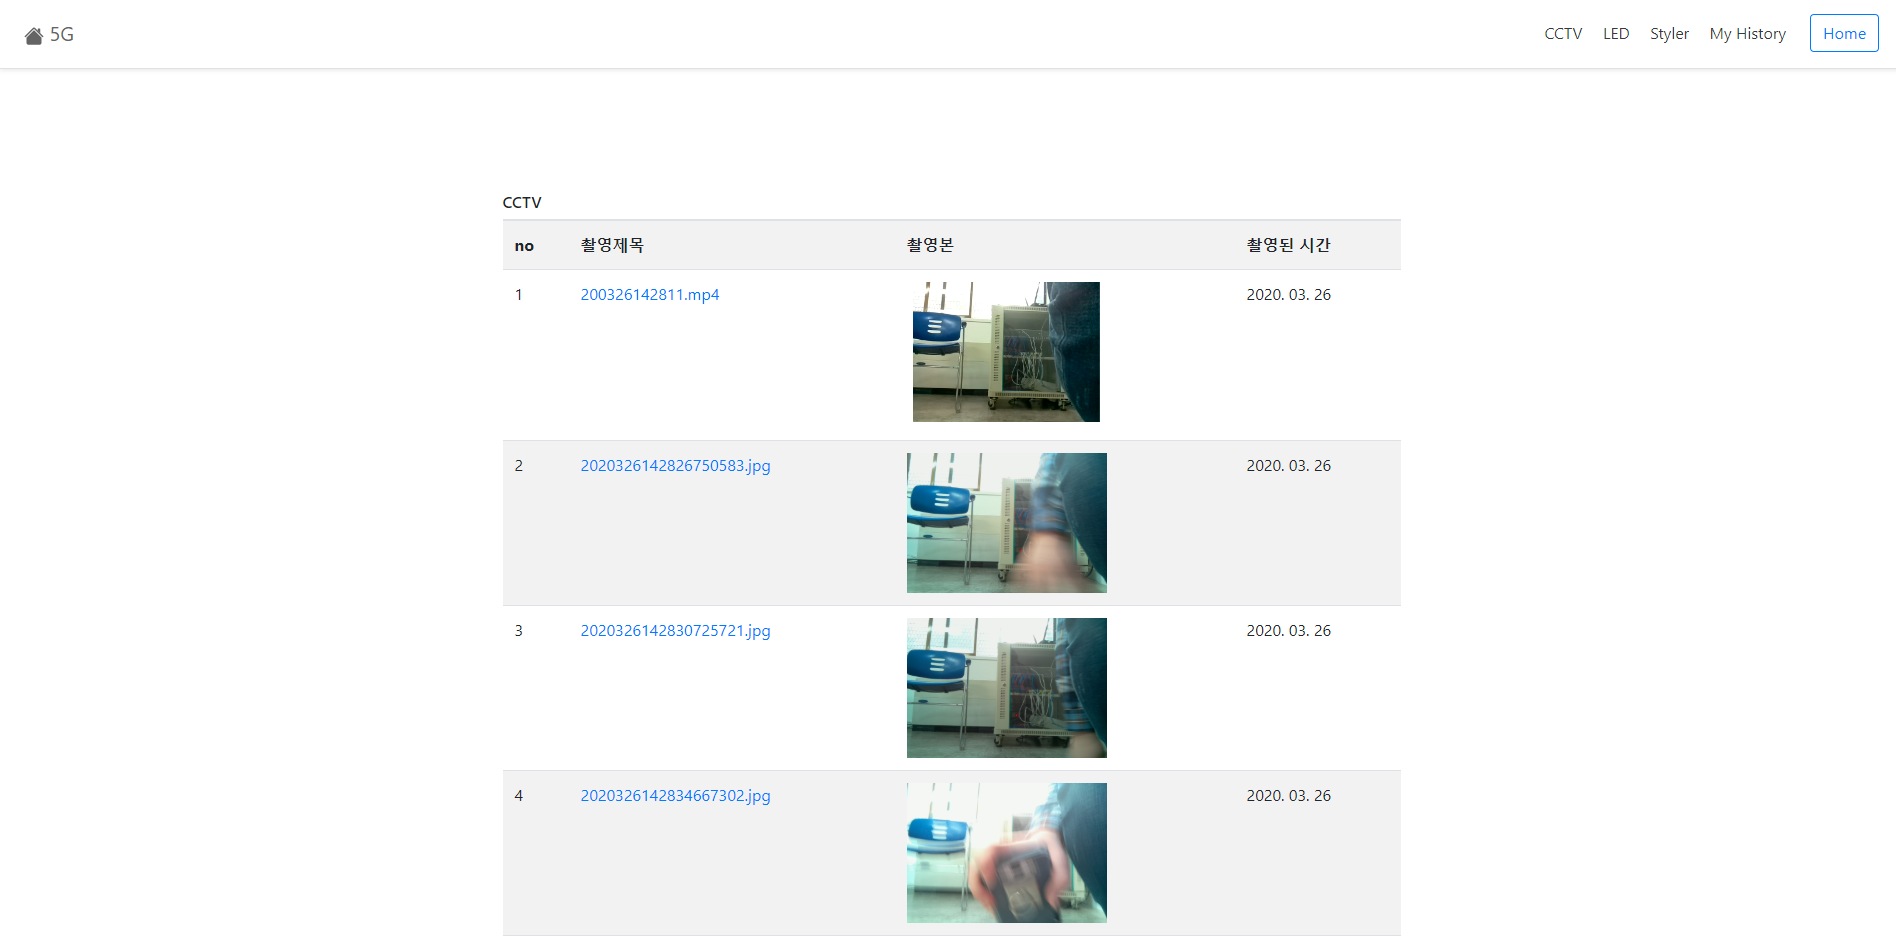 5G
CCTV LED Styler My History Home
CCTV
no 촬영제목 촬영본 촬영된 시간
1 200326142811.mp4 2020. 03. 26
2 2020326142826750583.jpg 2020. 03. 26
3 2020326142830725721.jpg 2020. 03. 26
4 2020326142834667302.jpg 2020. 03. 26